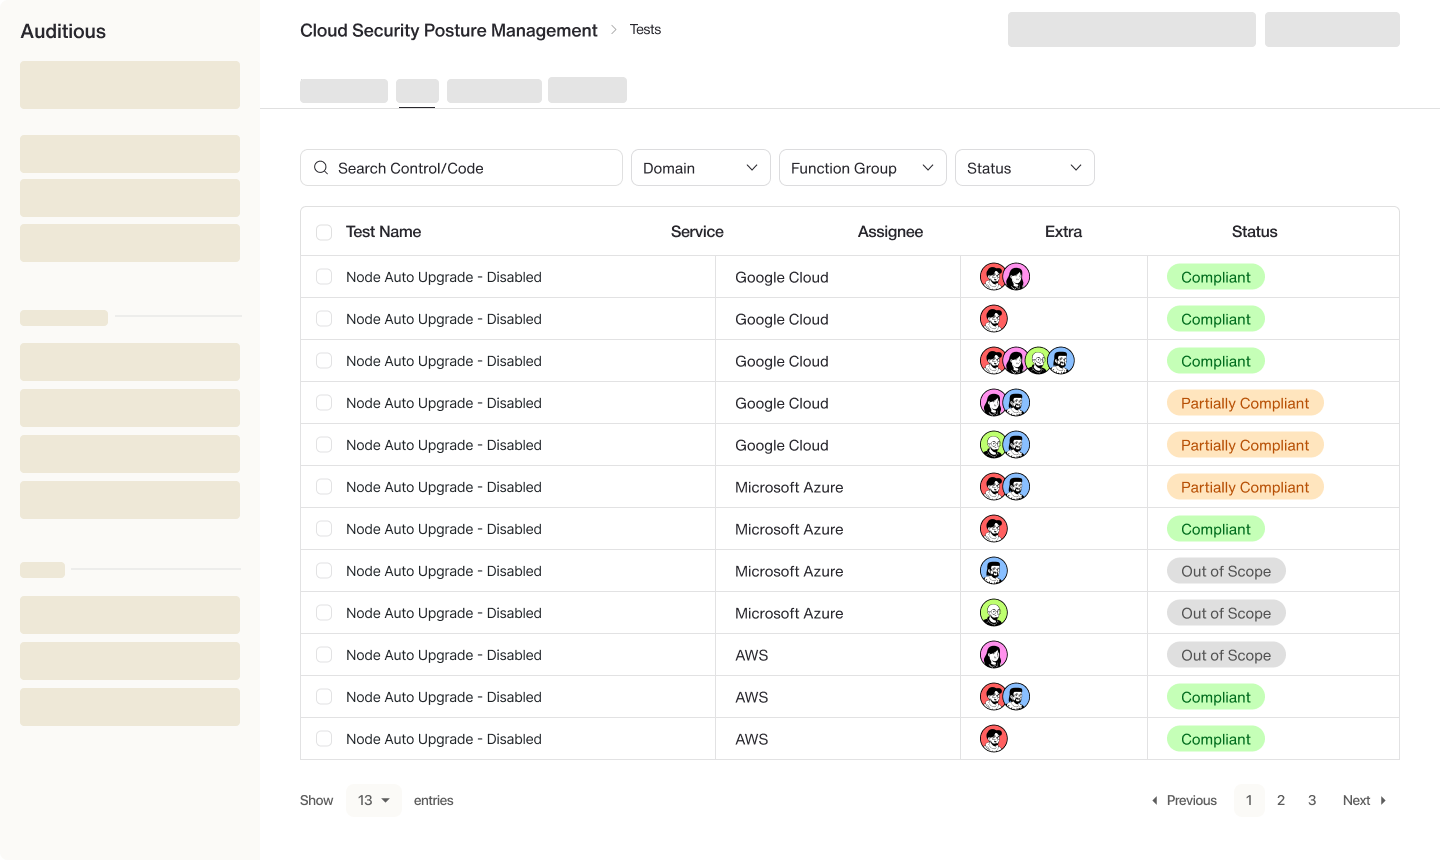 Auditious
Cloud Security Posture Management > Tests
Search Control/Code Domain Function Group Status
Test Name Service Assignee Extra Status
Node Auto Upgrade - Disabled Google Cloud Compliant
Node Auto Upgrade - Disabled Google Cloud Compliant
Node Auto Upgrade - Disabled Google Cloud Compliant
Node Auto Upgrade - Disabled Google Cloud Partially Compliant
Node Auto Upgrade - Disabled Google Cloud Partially Compliant
Node Auto Upgrade - Disabled Microsoft Azure Partially Compliant
Node Auto Upgrade - Disabled Microsoft Azure Compliant
Node Auto Upgrade - Disabled Microsoft Azure Out of Scope
Node Auto Upgrade - Disabled Microsoft Azure Out of Scope
Node Auto Upgrade - Disabled AWS Out of Scope
Node Auto Upgrade - Disabled AWS Compliant
Node Auto Upgrade - Disabled AWS Compliant
Show 13 entries Previous 1 2 3 Next